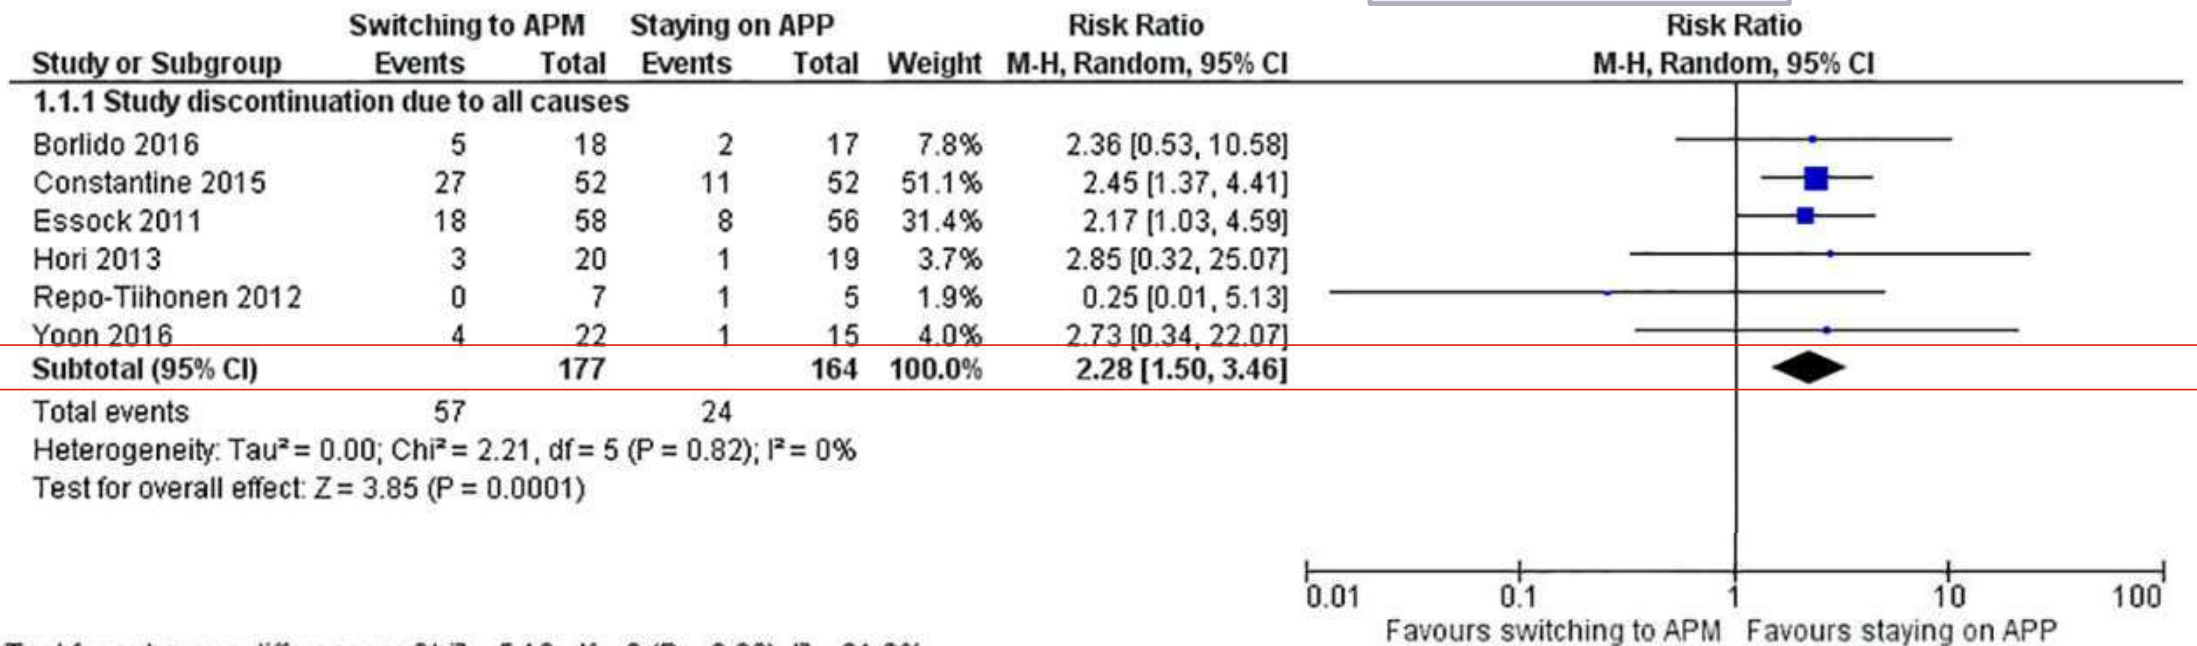 Switching to APM Staying on APP Risk Ratio Risk Ratio
Study or Subgroup Events Total Events Total Weight M-H, Random, 95% CI M-H, Random, 95% CI
1.1.1 Study discontinuation due to all causes
Borlido 2016 5 18 2 17 7.8% 2.36 [0.53, 10.58]
Constantine 2015 27 52 11 52 51.1% 2.45 [1.37, 4.41]
Essock 2011 18 58 8 56 31.4% 2.17 [1.03, 4.59]
Hori 2013 3 20 1 19 3.7% 2.85 [0.32, 25.07]
Repo-Tiihonen 2012 0 7 1 5 1.9% 0.25 [0.01, 5.13]
Yoon 2016 4 22 1 15 4.0% 2.73 [0.34, 22.07]
Subtotal (95% CI) 177 164 100.0% 2.28 [1.50, 3.46]
Total events 57 24
Heterogeneity: Tau² = 0.00; Chi² = 2.21, df = 5 (P = 0.82); I² = 0%
Test for overall effect: Z = 3.85 (P = 0.0001)
0.01 0.1 1 10 100
Favours switching to APM Favours staying on APP